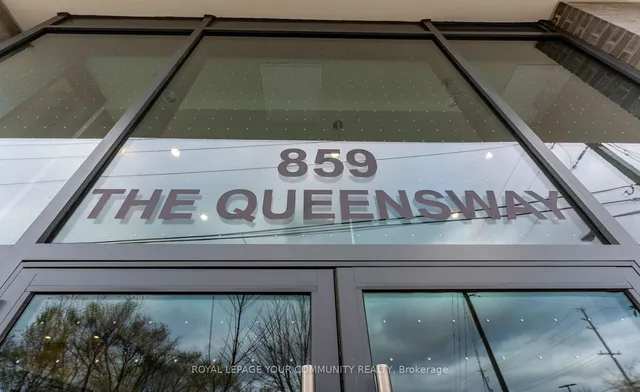 859
THE QUEENSWAY
ROYAL LEPAGE YOUR COMMUNITY REALTY, Brokerage